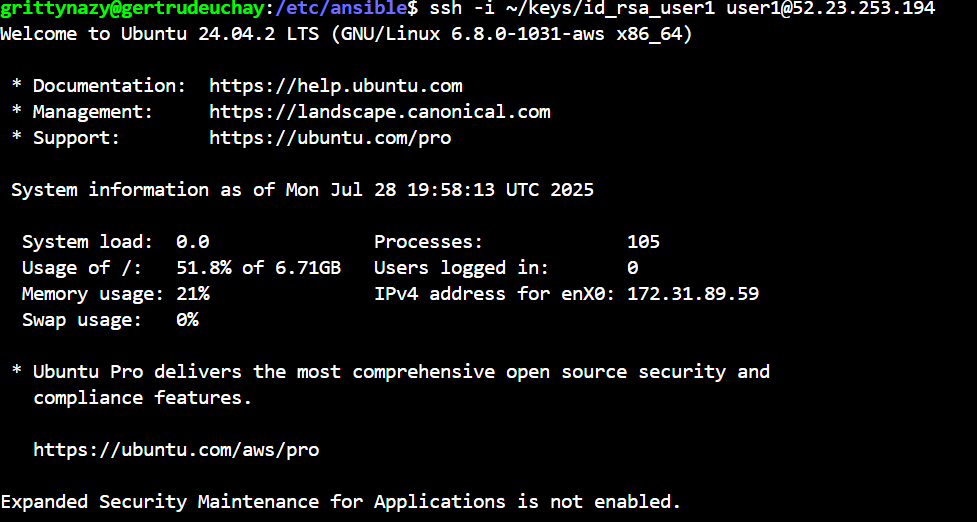 grittynazy@gertrudeuchay:/etc/ansible$ ssh -i ~/keys/id_rsa_user1 user1@52.23.253.194
Welcome to Ubuntu 24.04.2 LTS (GNU/Linux 6.8.0-1031-aws x86_64)

 * Documentation:  https://help.ubuntu.com
 * Management:     https://landscape.canonical.com
 * Support:        https://ubuntu.com/pro

 System information as of Mon Jul 28 19:58:13 UTC 2025

  System load:  0.0               Processes:             105
  Usage of /:   51.8% of 6.71GB   Users logged in:       0
  Memory usage: 21%               IPv4 address for enX0: 172.31.89.59
  Swap usage:   0%

 * Ubuntu Pro delivers the most comprehensive open source security and
   compliance features.

   https://ubuntu.com/aws/pro

Expanded Security Maintenance for Applications is not enabled.